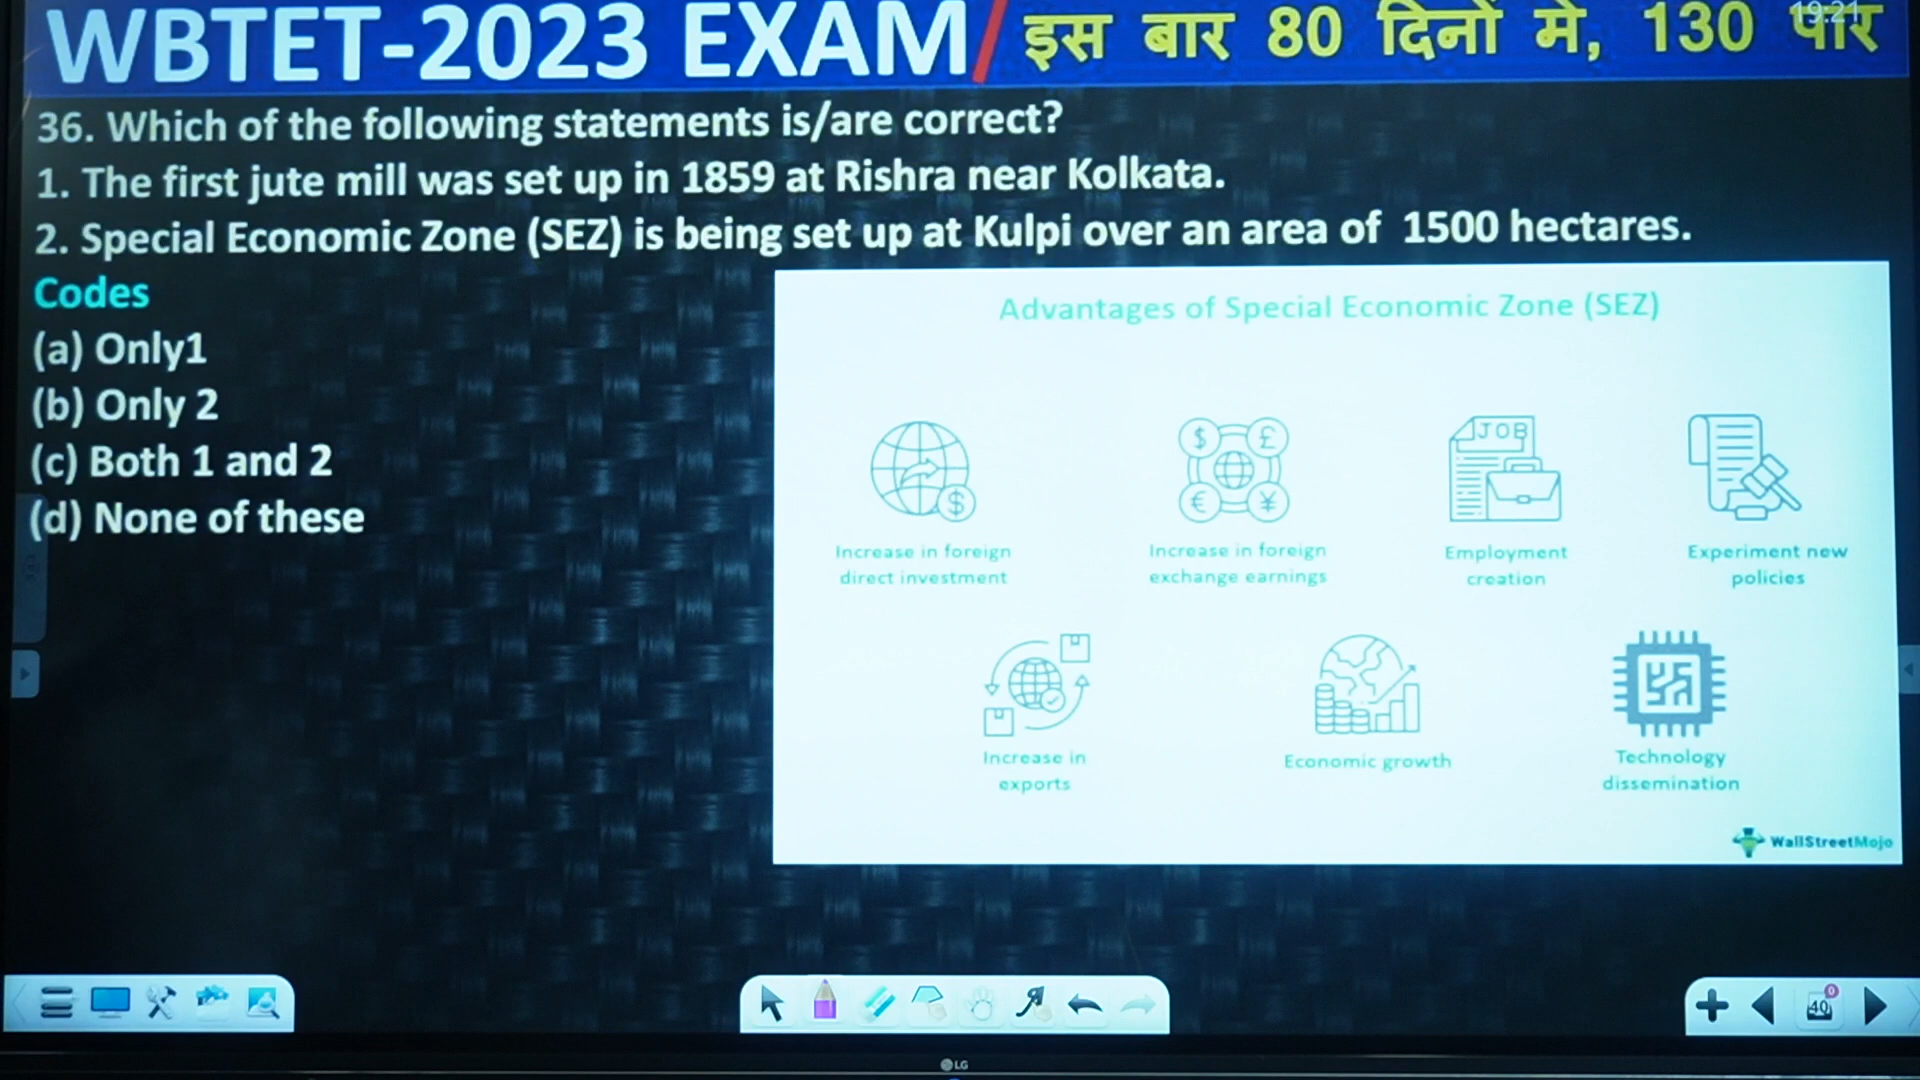 WBTET-2023 EXAM/ इस बार 80 दिनों मे, 130 पार
19:21
36. Which of the following statements is/are correct?
1. The first jute mill was set up in 1859 at Rishra near Kolkata.
2. Special Economic Zone (SEZ) is being set up at Kulpi over an area of 1500 hectares.
Codes
(a) Only1
(b) Only 2
(c) Both 1 and 2
(d) None of these
Advantages of Special Economic Zone (SEZ)
$
$ £
€ ¥
JOB
Increase in foreign
direct investment
Increase in foreign
exchange earnings
Employment
creation
Experiment new
policies
Increase in
exports
Economic growth
Technology
dissemination
WallStreetMojo
0
40
LG